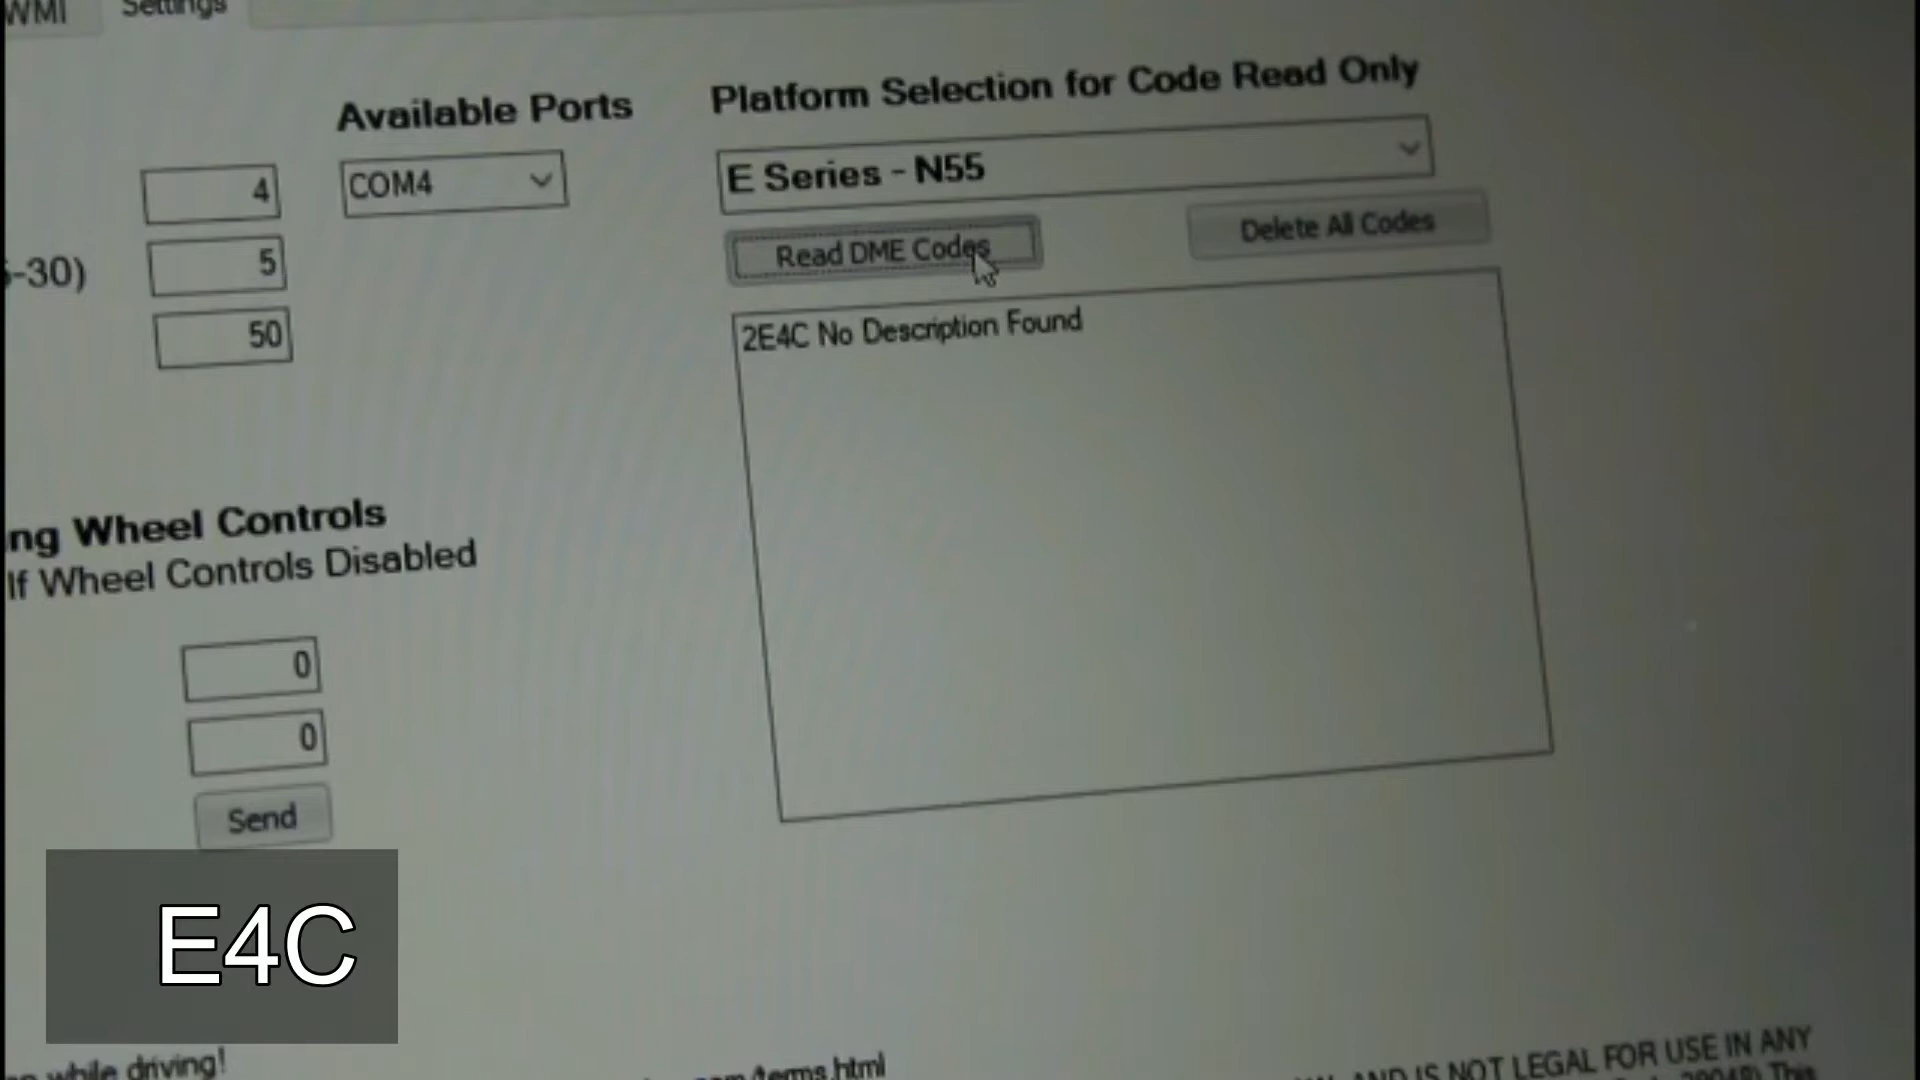 WMI Settings
Available Ports
Platform Selection for Code Read Only
4
COM4
E Series - N55
Read DME Codes
Delete All Codes
-30)
5
50
2E4C No Description Found
ng Wheel Controls
If Wheel Controls Disabled
0
0
Send
E4C
while driving!
terms.html
AND IS NOT LEGAL FOR USE IN ANY
This